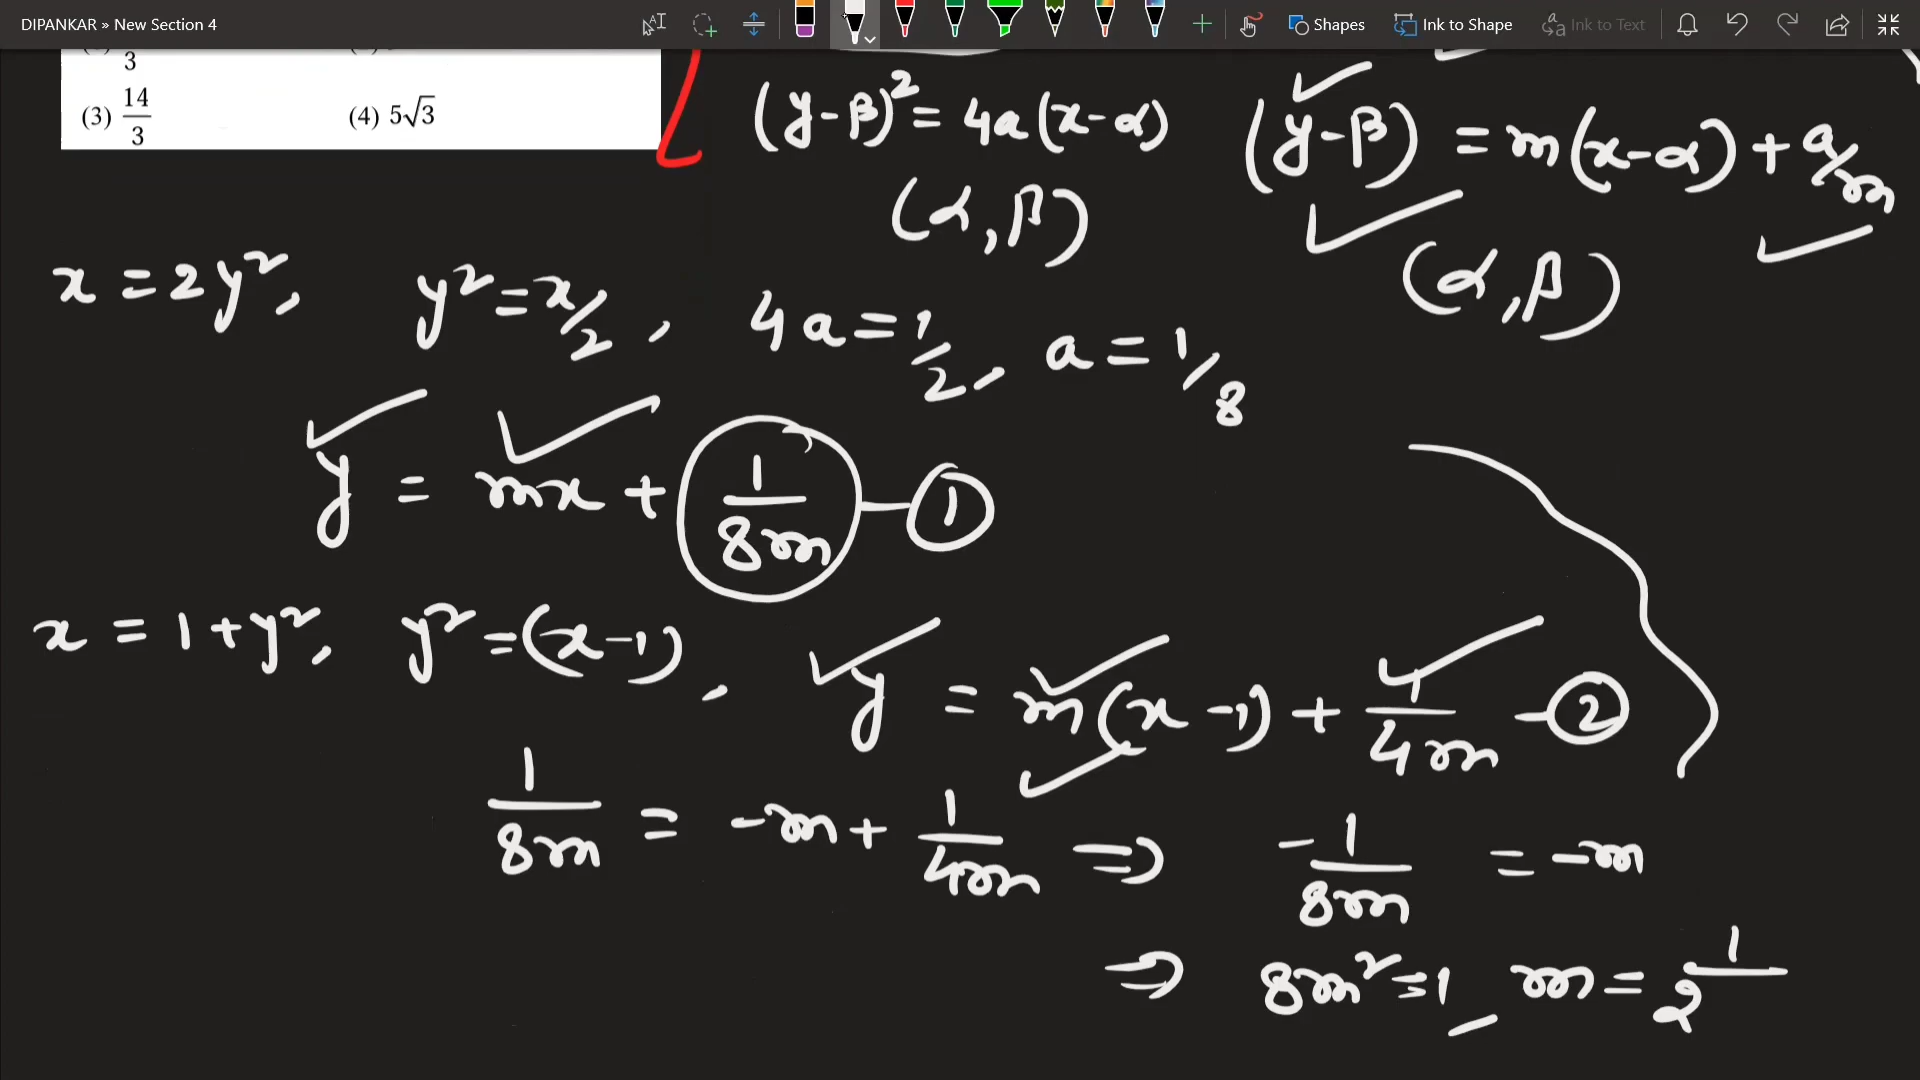 DIPANKAR » New Section 4
Shapes Ink to Shape Ink to Text
3
(3) 14/3 (4) 5√3
(y-β)² = 4a(x-α)
(α,β)
(y-β) = m(x-α) + a/m
(α,β)
x = 2y², y² = x/2, 4a = 1/2, a = 1/8
y = mx + 1/8m — ①
x = 1+y², y² = (x-1), y = m(x-1) + 1/4m — ②
1/8m = -m + 1/4m ⇒ -1/8m = -m
⇒ 8m² = 1, m = 1/2